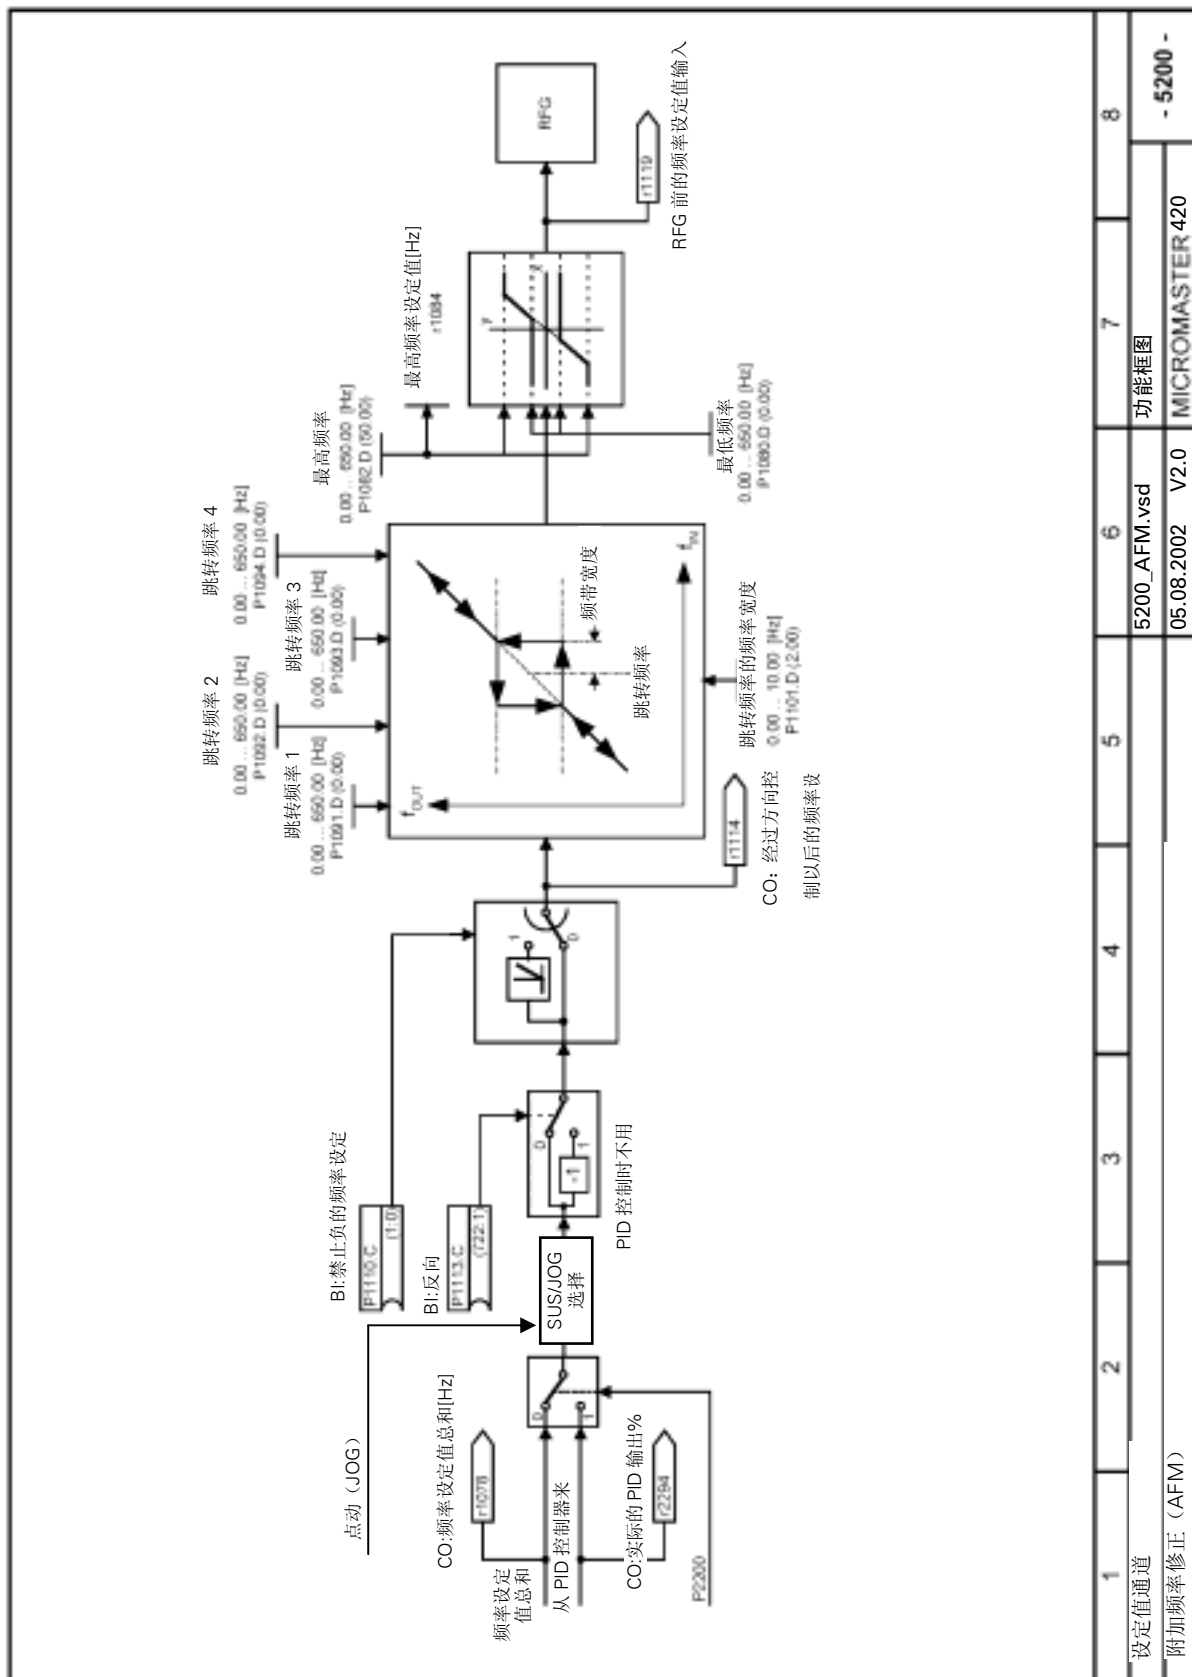 点动（JOG）
CO:频率设定值总和[Hz]
r1078
频率设定
值总和
从 PID 控制器来
CO:实际的 PID 输出%
r2294
P2200
0
1
SUS/JOG
选择
BI:禁止负的频率设定
P1110.C
(1:0)
BI:反向
P1113.C
(722:1)
0
1
-1
PID 控制时不用
1
0
r1114
CO：经过方向控
制以后的频率设
跳转频率 1
0.00 ... 650.00 [Hz]
P1091.D (0.00)
跳转频率 2
0.00 ... 650.00 [Hz]
P1092.D (0.00)
跳转频率 3
0.00 ... 650.00 [Hz]
P1093.D (0.00)
跳转频率 4
0.00 ... 650.00 [Hz]
P1094.D (0.00)
fOUT
fIN
频带宽度
跳转频率
跳转频率的频率宽度
0.00 ... 10.00 [Hz]
P1101.D (2.00)
最高频率
0.00 ... 650.00 [Hz]
P1082.D (50.00)
最高频率设定值[Hz]
r1084
y
x
最低频率
0.00 ... 650.00 [Hz]
P1080.D (0.00)
RFG
r1119
RFG 前的频率设定值输入
1 2 3 4 5 6 7 8
设定值通道 5200_AFM.vsd 功能框图 - 5200 -
附加频率修正（AFM） 05.08.2002 V2.0 MICROMASTER 420